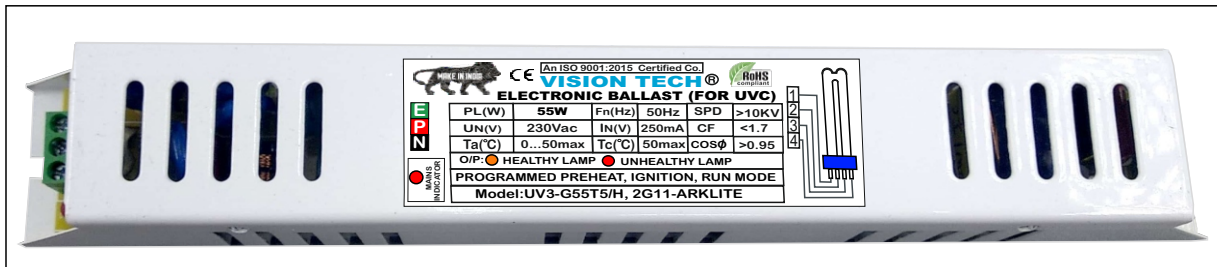 MAKE IN INDIA
CE
An ISO 9001:2015 Certified Co.
VISION TECH®
RoHS
compliant
ELECTRONIC BALLAST (FOR UVC)
E
P
N
PL(W) 55W Fn(Hz) 50Hz SPD >10KV
UN(V) 230Vac IN(V) 250mA CF <1.7
Ta(℃) 0...50max Tc(℃) 50max COSϕ >0.95
O/P: HEALTHY LAMP UNHEALTHY LAMP
PROGRAMMED PREHEAT, IGNITION, RUN MODE
Model:UV3-G55T5/H, 2G11-ARKLITE
MAINS
INDICATOR
1
2
3
4